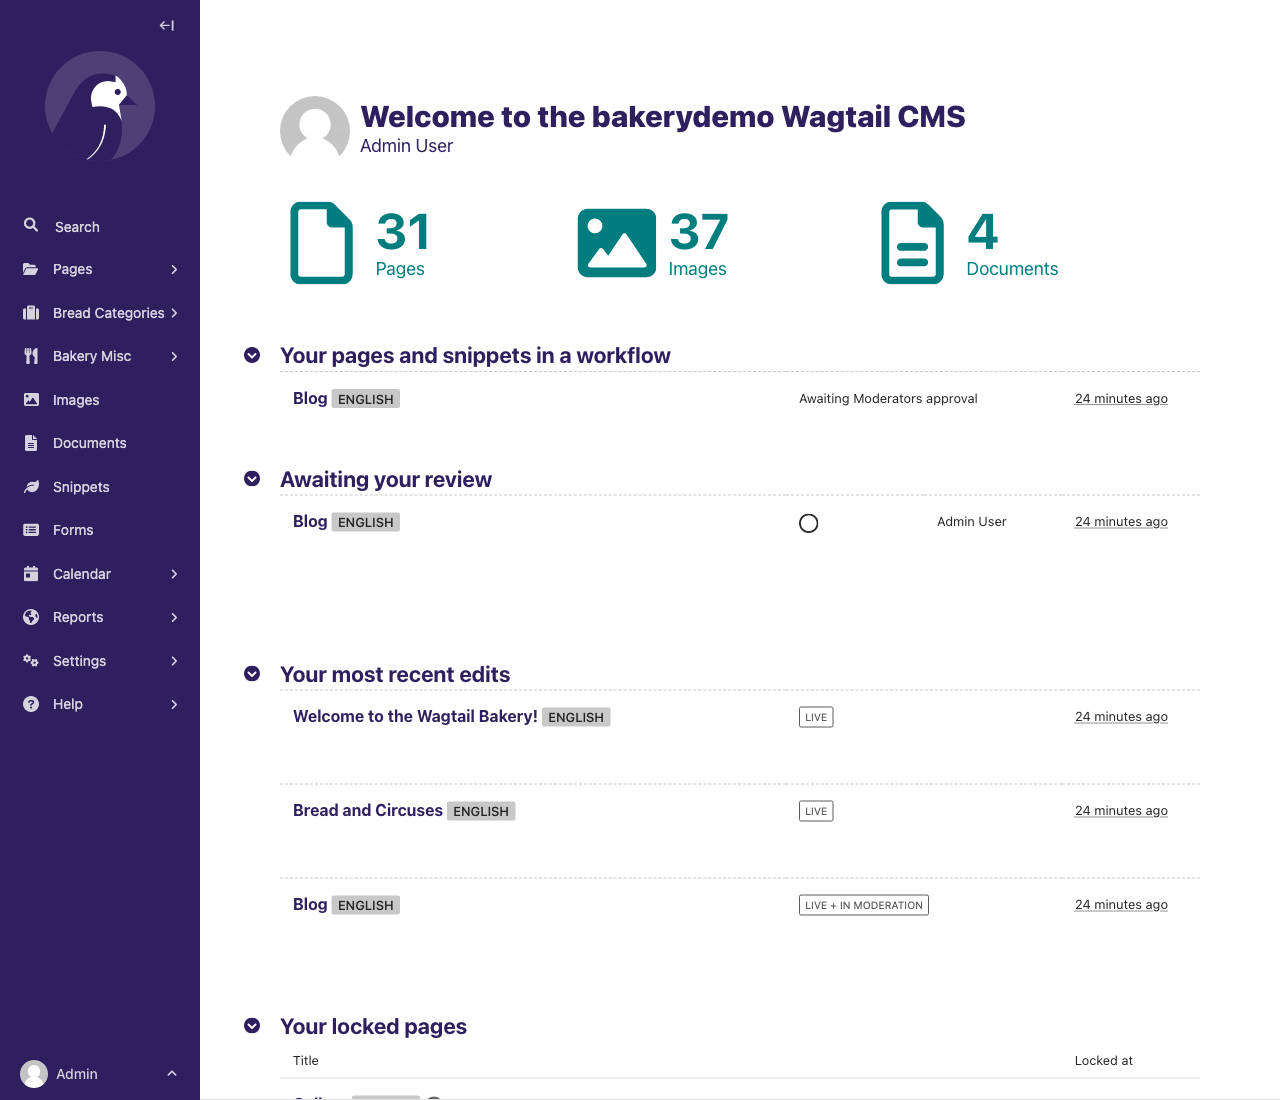 Welcome to the bakerydemo Wagtail CMS
Admin User
31
Pages
37
Images
4
Documents
Search
Pages
Bread Categories
Bakery Misc
Images
Documents
Snippets
Forms
Calendar
Reports
Settings
Help
Admin
Your pages and snippets in a workflow
Blog ENGLISH Awaiting Moderators approval 24 minutes ago
Awaiting your review
Blog ENGLISH Admin User 24 minutes ago
Your most recent edits
Welcome to the Wagtail Bakery! ENGLISH LIVE 24 minutes ago
Bread and Circuses ENGLISH LIVE 24 minutes ago
Blog ENGLISH LIVE + IN MODERATION 24 minutes ago
Your locked pages
Title Locked at